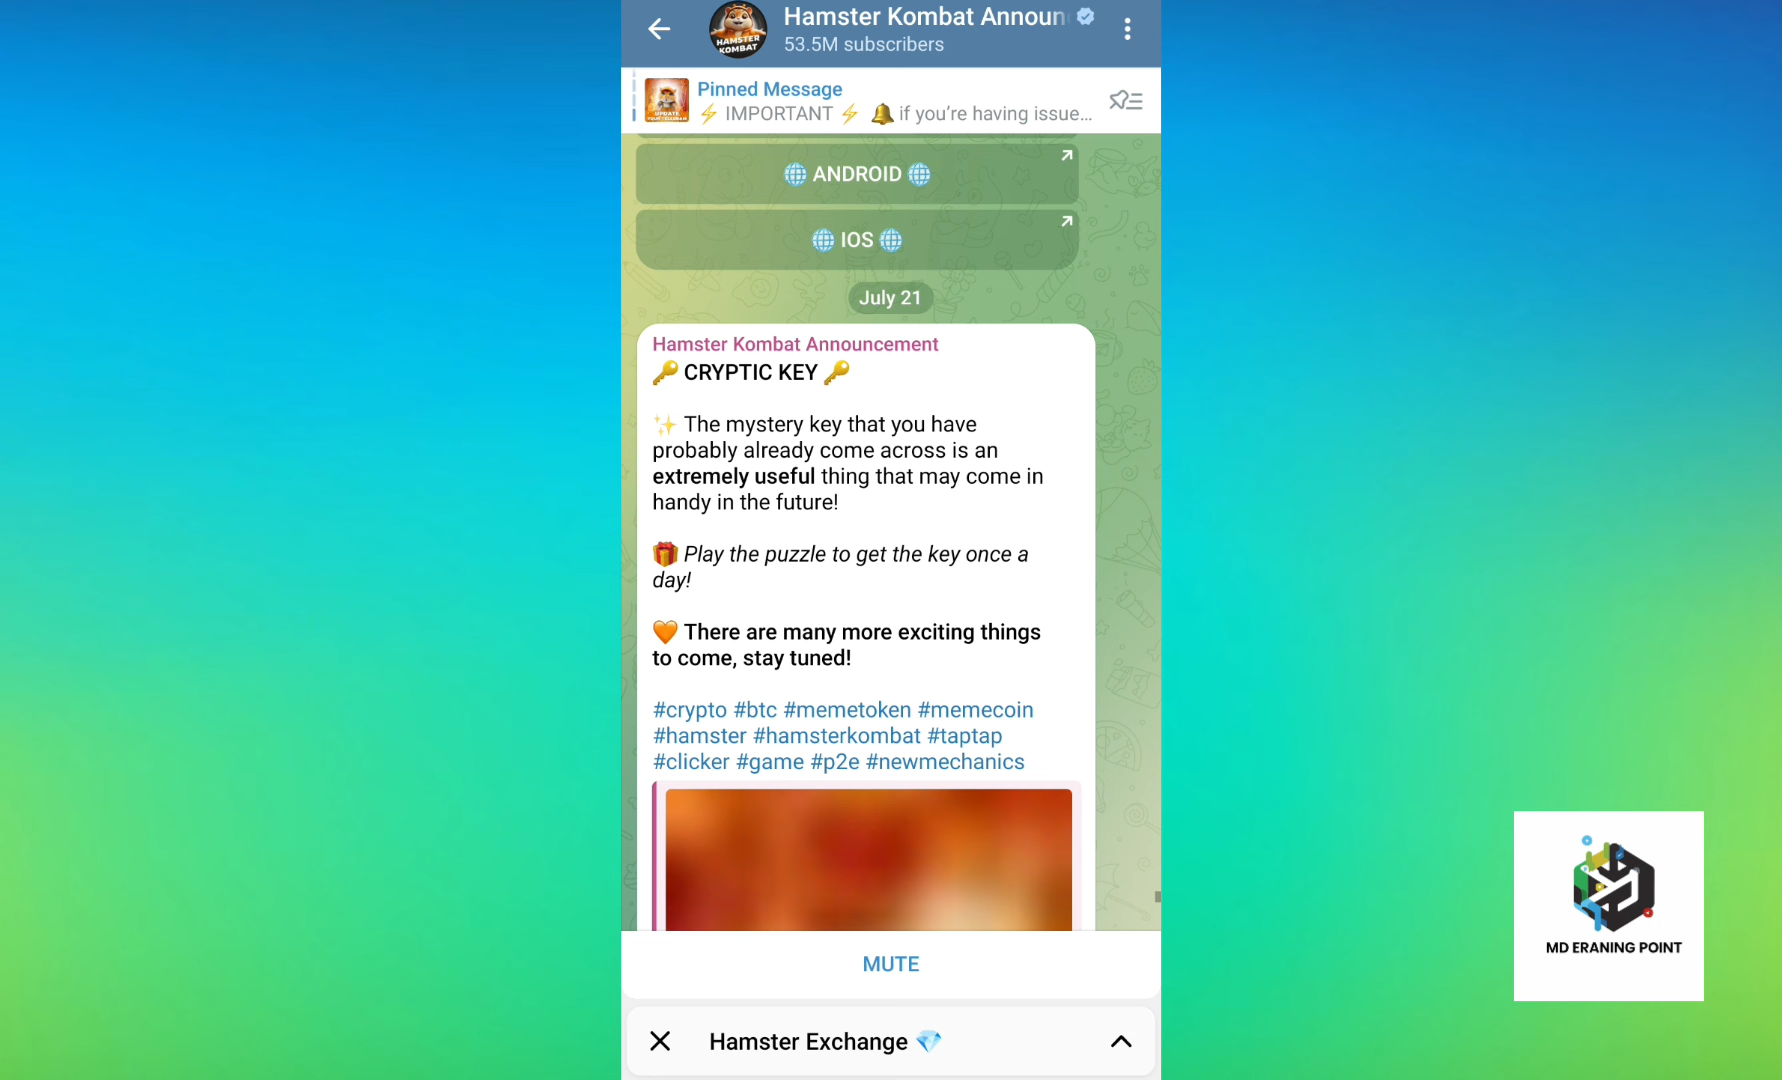 Hamster Kombat Announ
53.5M subscribers
HAMSTER
KOMBAT
Pinned Message
⚡ IMPORTANT ⚡ 🔔 if you’re having issue...
🌐 ANDROID 🌐
🌐 IOS 🌐
July 21
Hamster Kombat Announcement
🔑 CRYPTIC KEY 🔑
✨ The mystery key that you have
probably already come across is an
extremely useful thing that may come in
handy in the future!
🎁 Play the puzzle to get the key once a
day!
🧡 There are many more exciting things
to come, stay tuned!
#crypto #btc #memetoken #memecoin
#hamster #hamsterkombat #taptap
#clicker #game #p2e #newmechanics
MUTE
Hamster Exchange 💎
MD ERANING POINT